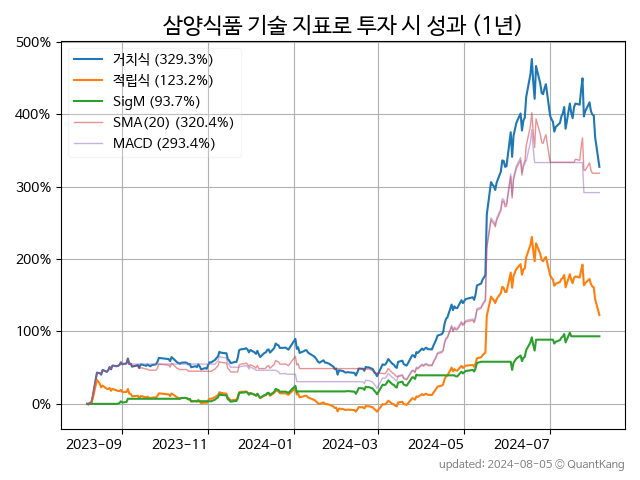 삼양식품 기술 지표로 투자 시 성과 (1년)
500%
400%
300%
200%
100%
0%
거치식 (329.3%)
적립식 (123.2%)
SigM (93.7%)
SMA(20) (320.4%)
MACD (293.4%)
2023-09
2023-11
2024-01
2024-03
2024-05
2024-07
updated: 2024-08-05 © QuantKang